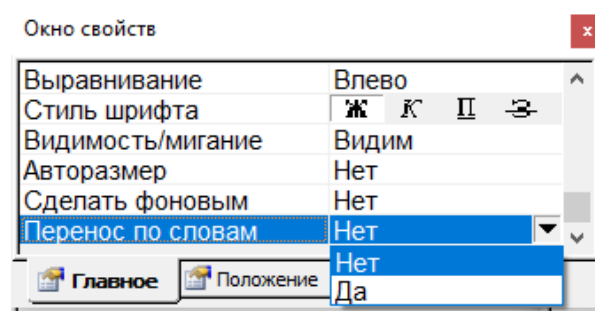 Окно свойств
x
Выравнивание Влево
Стиль шрифта Ж К П З
Видимость/мигание Видим
Авторазмер Нет
Сделать фоновым Нет
Перенос по словам Нет
Нет
Главное Положение
Да